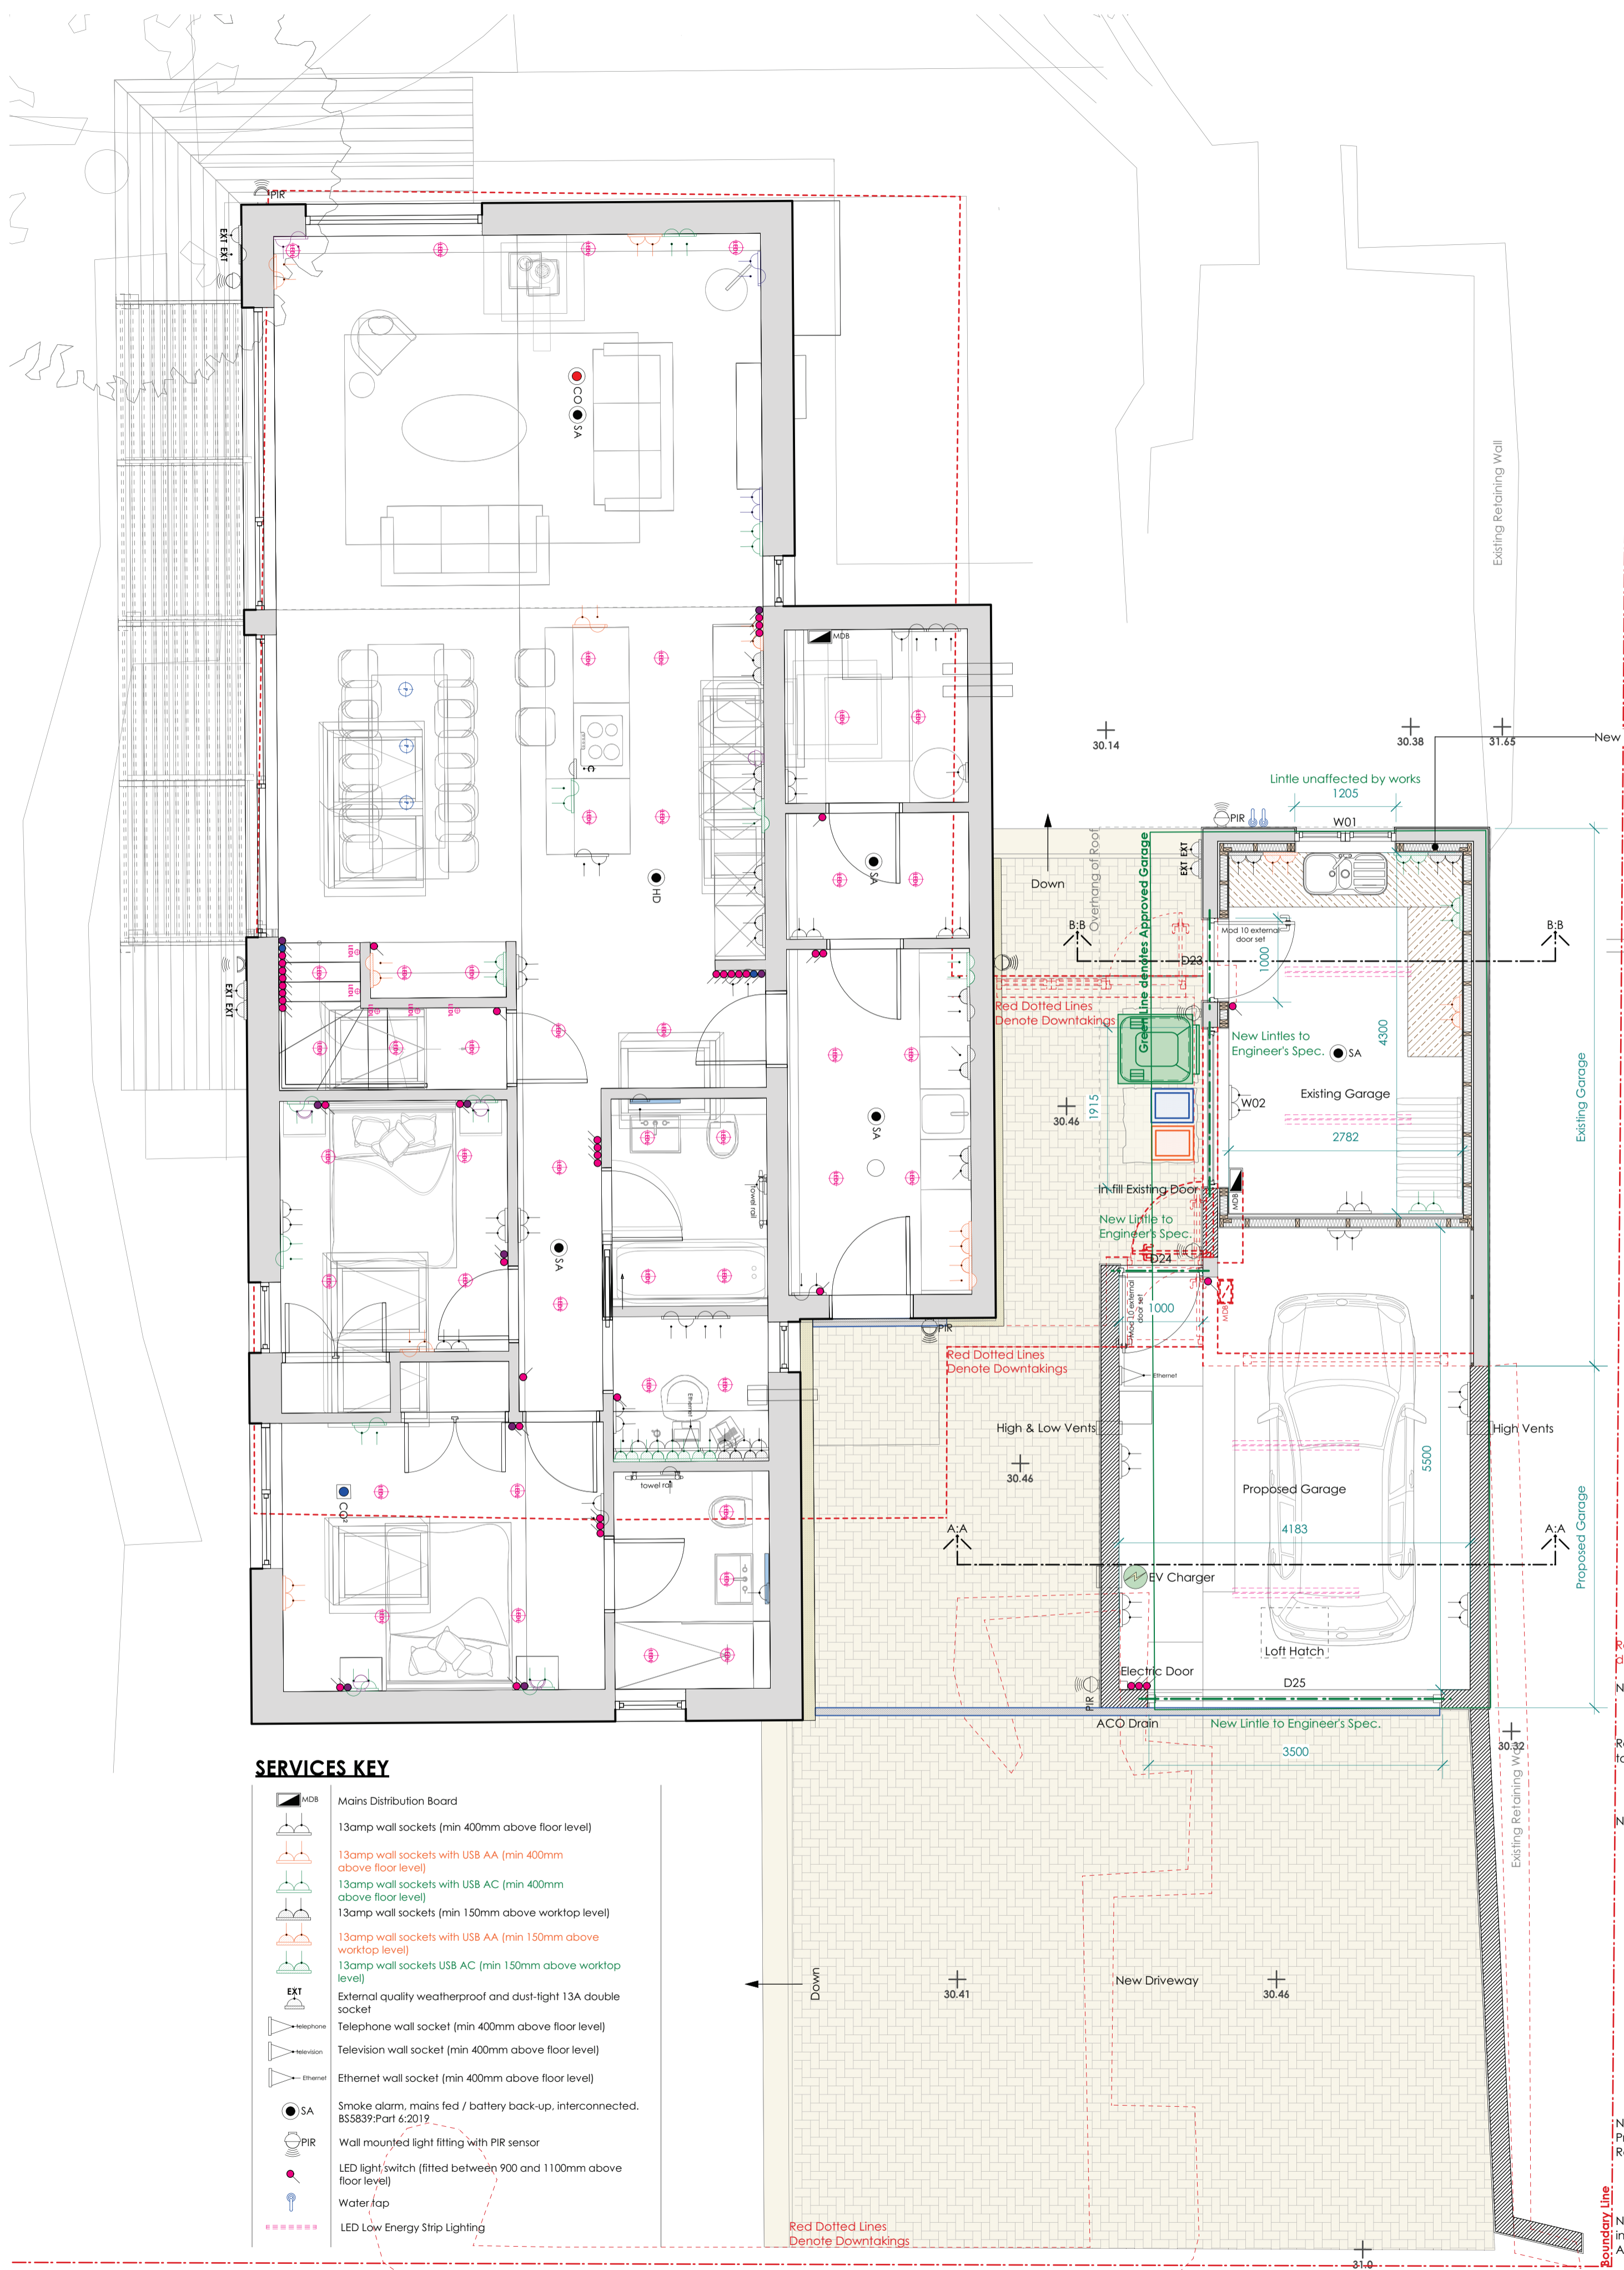 PIR
EXT EXT
CO
SA
Existing Retaining Wall
MDB
30.14
30.38
31.65
New
Lintle unaffected by works
1205
PIR
W01
C
HD
SA
Down
Overhang of Roof
Green Line denotes Approved Garage
EXT EXT
Mod 10 external
door set
1000
B:B
B:B
D23
EXT EXT
Red Dotted Lines
Denote Downtakings
New Lintles to
Engineer's Spec.
SA
4300
Existing Garage
Existing Garage
30.46
1915
W02
2782
SA
towel rail
In-fill Existing Door
MDB
New Lintle to
Engineer's Spec.
SA
D24
Mod 10 external
door set
1000
MDB
PIR
Red Dotted Lines
Denote Downtakings
Ethernet
Ethernet
High & Low Vents
High Vents
30.46
5500
towel rail
CO²
Proposed Garage
Proposed Garage
4183
A:A
A:A
EV Charger
Loft Hatch
Electric Door
D25
PIR
ACO Drain
New Lintle to Engineer's Spec.
3500
30.32
Existing Retaining Wall
SERVICES KEY
MDB
Mains Distribution Board
13amp wall sockets (min 400mm above floor level)
13amp wall sockets with USB AA (min 400mm
above floor level)
13amp wall sockets with USB AC (min 400mm
above floor level)
13amp wall sockets (min 150mm above worktop level)
13amp wall sockets with USB AA (min 150mm above
worktop level)
13amp wall sockets USB AC (min 150mm above worktop
level)
EXT
External quality weatherproof and dust-tight 13A double
socket
telephone
Telephone wall socket (min 400mm above floor level)
television
Television wall socket (min 400mm above floor level)
Ethernet
Ethernet wall socket (min 400mm above floor level)
SA
Smoke alarm, mains fed / battery back-up, interconnected.
BS5839:Part 6:2019
PIR
Wall mounted light fitting with PIR sensor
LED light switch (fitted between 900 and 1100mm above
floor level)
Water tap
LED Low Energy Strip Lighting
Down
30.41
New Driveway
30.46
Red Dotted Lines
Denote Downtakings
31.0
Boundary Line